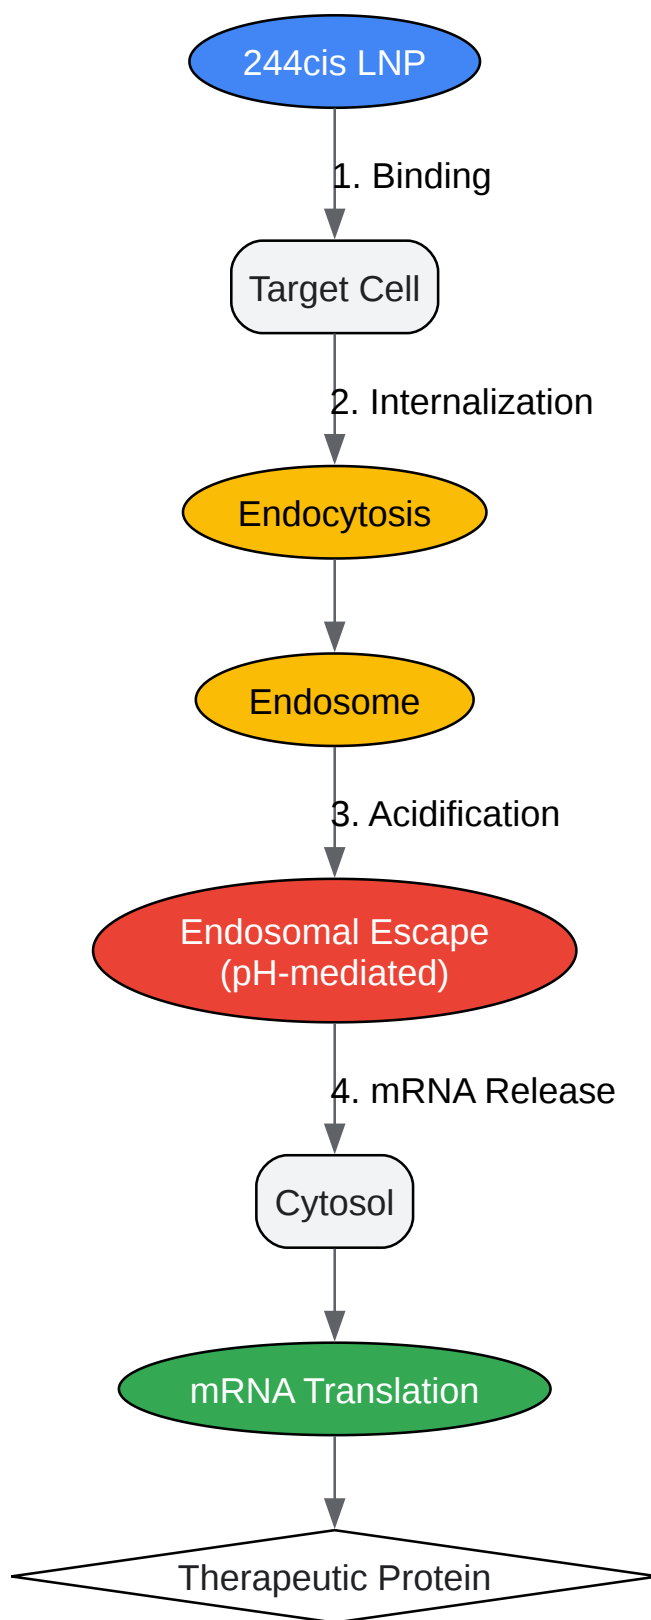 244cis LNP
1. Binding
Target Cell
2. Internalization
Endocytosis
Endosome
3. Acidification
Endosomal Escape
(pH-mediated)
4. mRNA Release
Cytosol
mRNA Translation
Therapeutic Protein